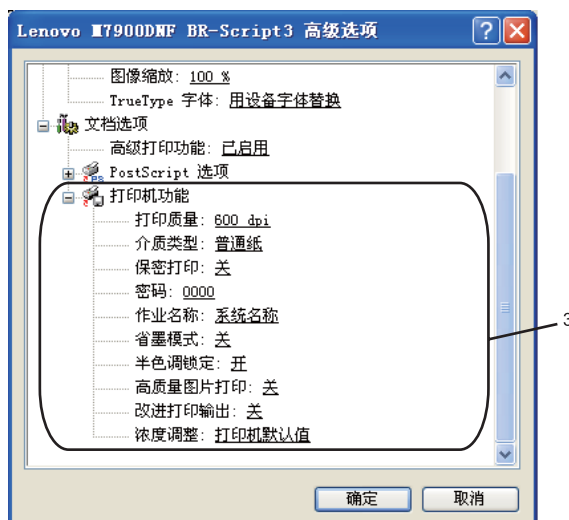 Lenovo M7900DNF BR-Script3 高级选项
图像缩放: 100 %
TrueType 字体: 用设备字体替换
文档选项
高级打印功能: 已启用
PostScript 选项
打印机功能
打印质量: 600 dpi
介质类型: 普通纸
保密打印: 关
密码: 0000
作业名称: 系统名称
省墨模式: 关
半色调锁定: 开
高质量图片打印: 关
改进打印输出: 关
浓度调整: 打印机默认值
3
确定
取消